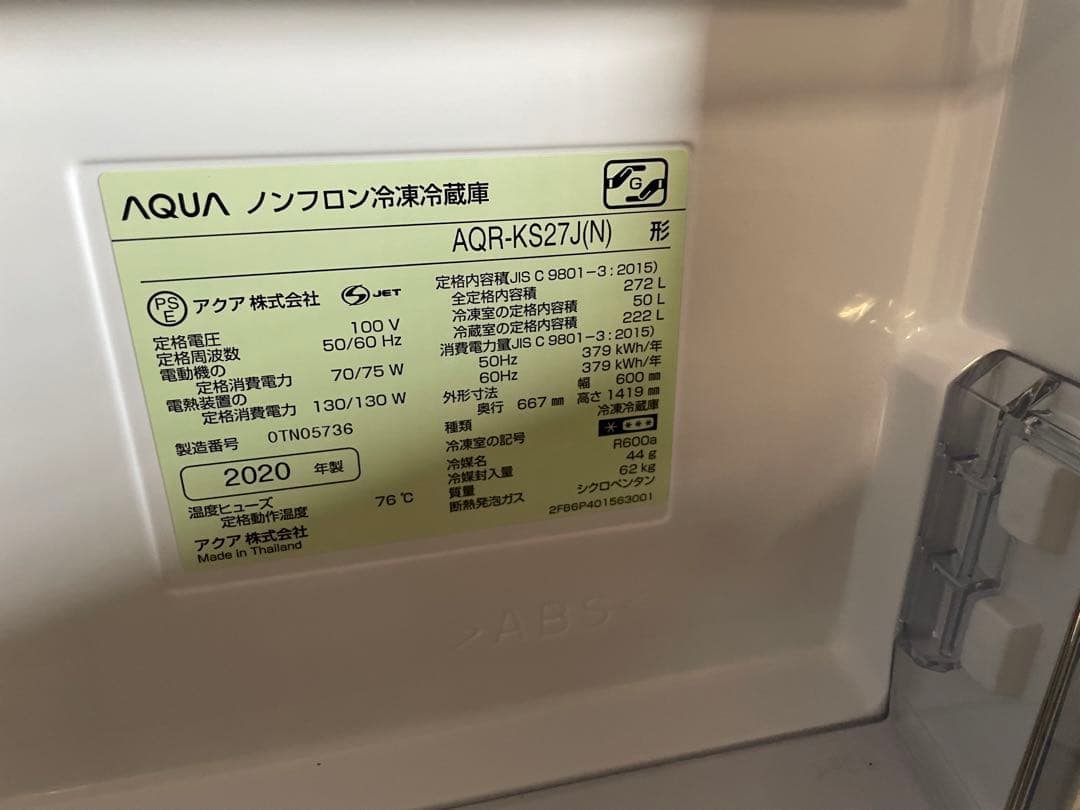 AQUA ノンフロン冷凍冷蔵庫
G
AQR-KS27J(N) 形
PS
E
アクア 株式会社
S JET
定格電圧 100 V
定格周波数 50/60 Hz
電動機の
定格消費電力 70/75 W
電熱装置の
定格消費電力 130/130 W
製造番号 0TN05736
2020 年製
温度ヒューズ
定格動作温度 76 ℃
アクア 株式会社
Made in Thailand
定格内容積(JIS C 9801-3:2015)
全定格内容積 272 L
冷凍室の定格内容積 50 L
冷蔵室の定格内容積 222 L
消費電力量(JIS C 9801-3:2015)
50Hz 379 kWh/年
60Hz 379 kWh/年
外形寸法 幅 600 mm
奥行 667 mm 高さ 1419 mm
種類 冷凍冷蔵庫
冷凍室の記号 * ***
冷媒名 R600a
冷媒封入量 44 g
質量 62 kg
断熱発泡ガス シクロペンタン
2FB6P401563001
ABS